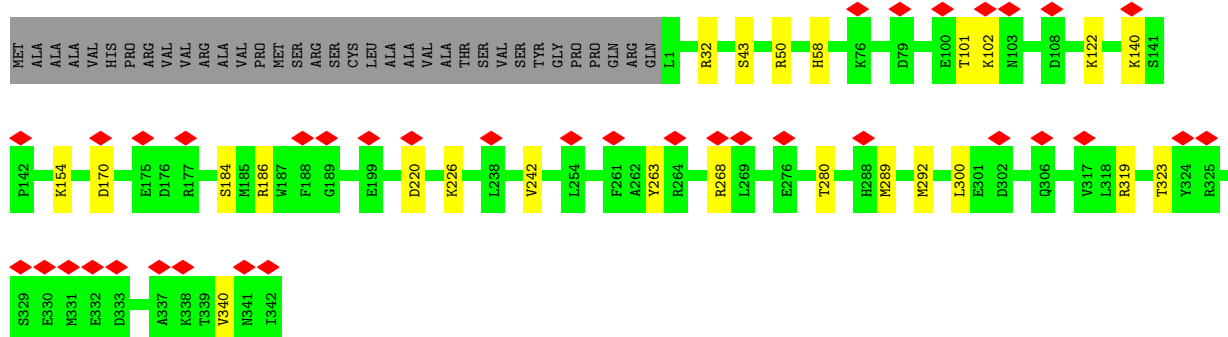 MET ALA ALA ALA ALA VAL HIS PRO ARG VAL VAL ARG ALA VAL PRO MET SER ARG SER CYS LEU ALA ALA VAL ALA THR SER VAL SER TYR GLY PRO PRO GLN ARG GLN L1 R32 S43 R50 H58 K76 D79 E100 T101 K102 N103 D108 K122 K140 S141
P142 K154 D170 E175 D176 R177 S184 M185 R186 W187 F188 G189 E199 D220 K226 L238 V242 L254 F261 A262 Y263 R264 R268 L269 E276 T280 H288 M289 M292 L300 E301 D302 Q306 V317 L318 R319 T323 Y324 R325
S329 E330 M331 E332 D333 A337 K338 T339 V340 N341 I342